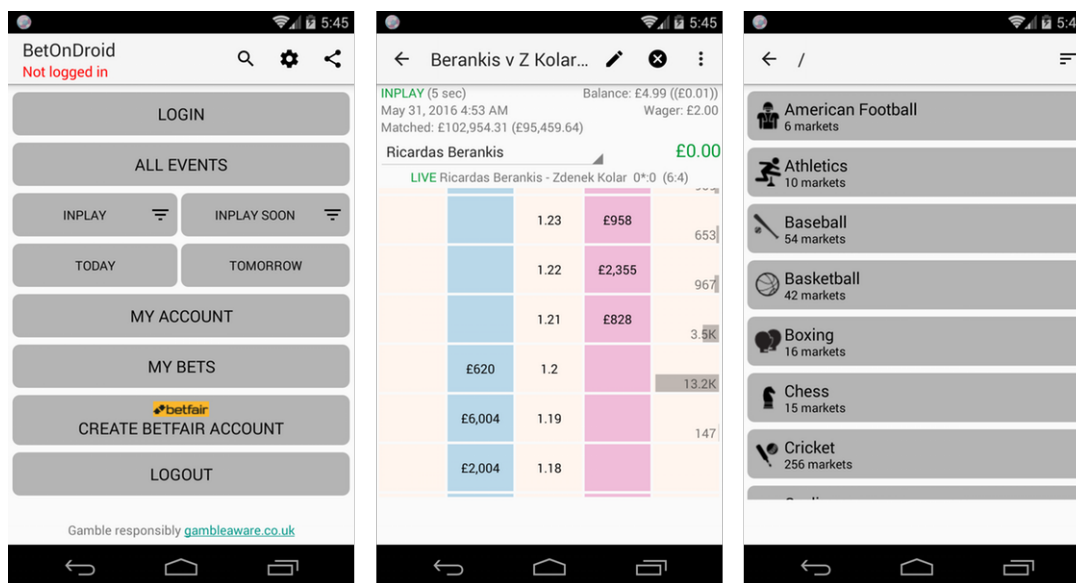 5:45
BetOnDroid
Not logged in
LOGIN
ALL EVENTS
INPLAY
INPLAY SOON
TODAY
TOMORROW
MY ACCOUNT
MY BETS
betfair
CREATE BETFAIR ACCOUNT
LOGOUT
Gamble responsibly gambleaware.co.uk
5:45
Berankis v Z Kolar...
INPLAY (5 sec) Balance: £4.99 ((£0.01))
May 31, 2016 4:53 AM Wager: £2.00
Matched: £102,954.31 (£95,459.64)
Ricardas Berankis £0.00
LIVE Ricardas Berankis - Zdenek Kolar 0*:0 (6:4)
1.23 £958 653
1.22 £2,355 967
1.21 £828 3.5K
£620 1.2 13.2K
£6,004 1.19 147
£2,004 1.18
5:4
/
American Football
6 markets
Athletics
10 markets
Baseball
54 markets
Basketball
42 markets
Boxing
16 markets
Chess
15 markets
Cricket
256 markets